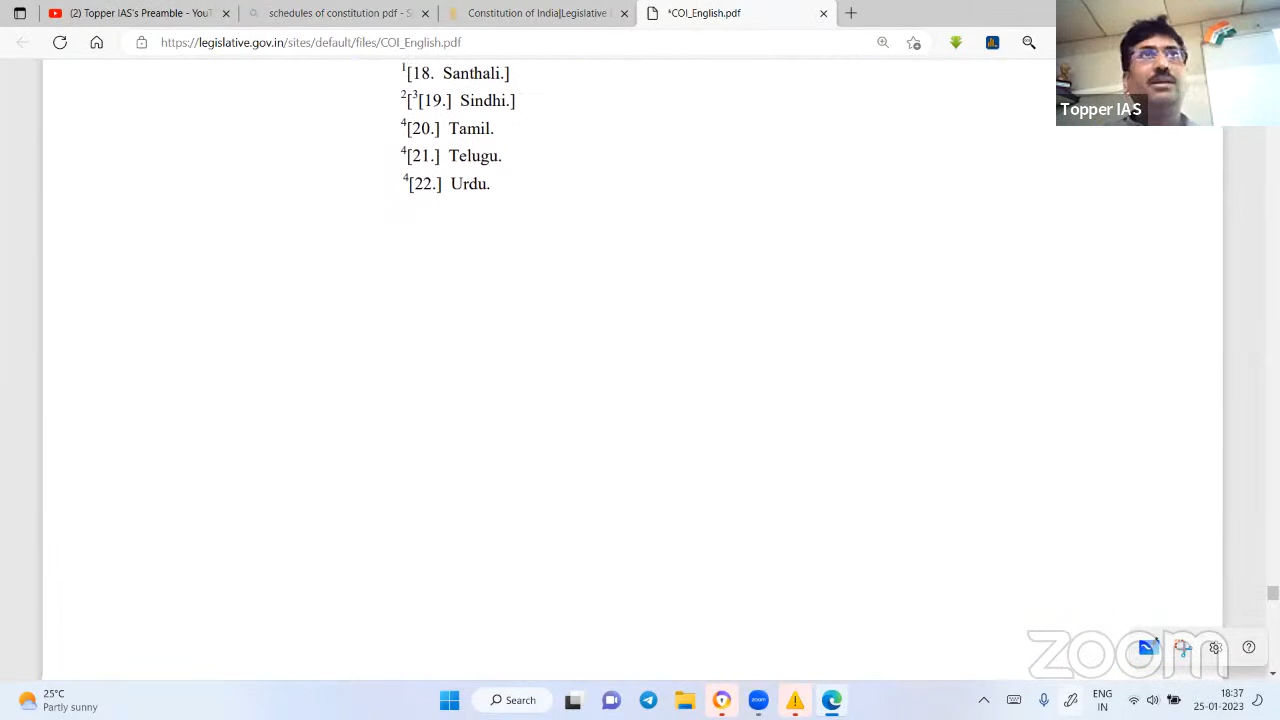 (2) Topper IAS's Preamble - YouT
schedules of constitution pdf - S
Constitution of India|Legislative
*COI_English.pdf
https://legislative.gov.in/sites/default/files/COI_English.pdf
Topper IAS
1[18. Santhali.]
2[3[19.] Sindhi.]
4[20.] Tamil.
4[21.] Telugu.
4[22.] Urdu.
zoom
25°C
Partly sunny
Search
zoom
ENG
IN
18:37
25-01-2023